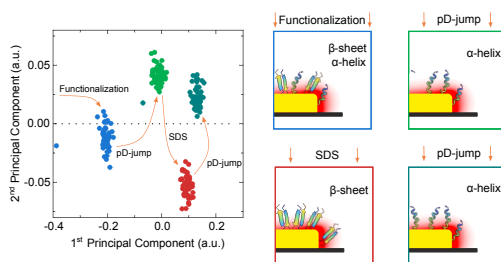 Functionalization
pD-jump
SDS
pD-jump
0.05
0.00
-0.05
-0.4
-0.2
0.0
0.2
2nd Principal Component (a.u.)
1st Principal Component (a.u.)
Functionalization
β-sheet
α-helix
pD-jump
α-helix
SDS
β-sheet
pD-jump
α-helix